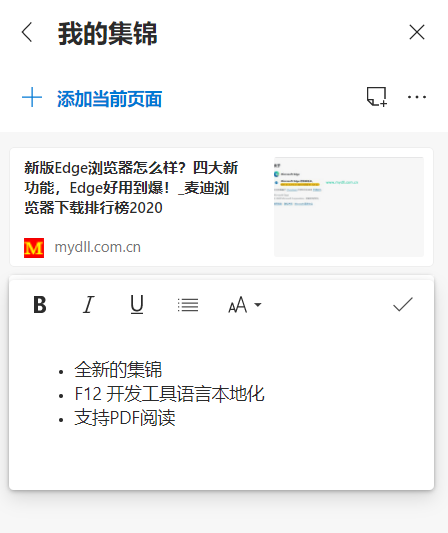 我的集锦
添加当前页面
新版Edge浏览器怎么样？四大新
功能，Edge好用到爆！_麦迪浏
览器下载排行榜2020
M mydll.com.cn
www.mydll.com.cn
B I U AA
全新的集锦
F12 开发工具语言本地化
支持PDF阅读